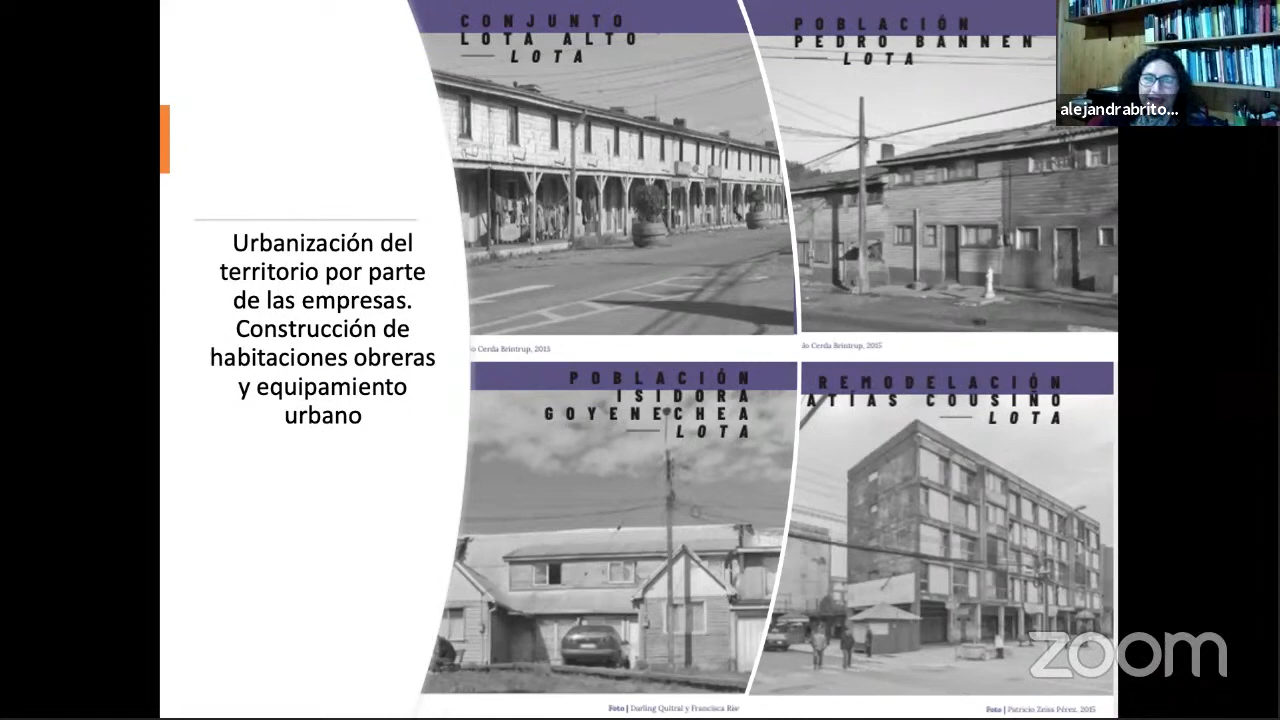 Urbanización del
territorio por parte
de las empresas.
Construcción de
habitaciones obreras
y equipamiento
urbano
CONJUNTO
LOTA ALTO
LOTA
o Cerda Brintrup, 2013
POBLACIÓN
PEDRO BANNEN
LOTA
do Cerda Brintrup, 2015
POBLACIÓN
ISIDORA
GOYENECHEA
LOTA
Foto | Darling Quitral y Francisca Riv
REMODELACIÓN
ATÍAS COUSIÑO
LOTA
Foto | Patricio Zeiss Pérez, 2015
alejandrabrito...
zoom